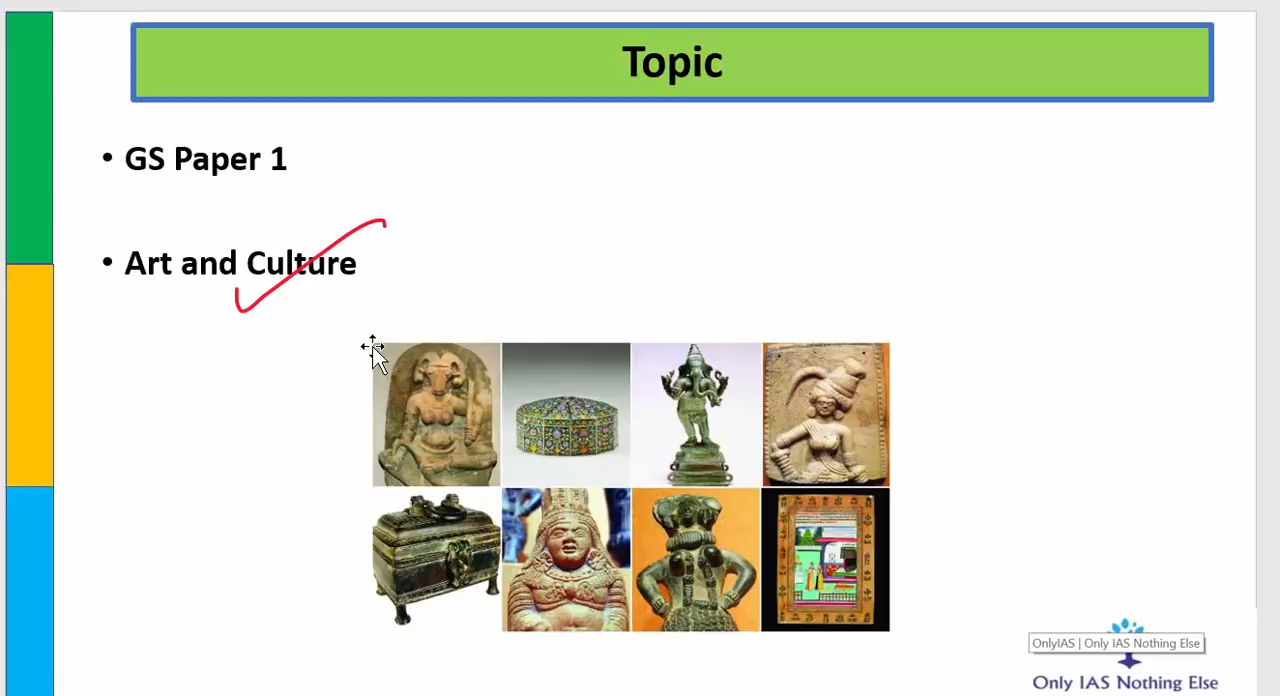 Topic
• GS Paper 1
• Art and Culture
OnlyIAS | Only IAS Nothing Else
Only IAS Nothing Else